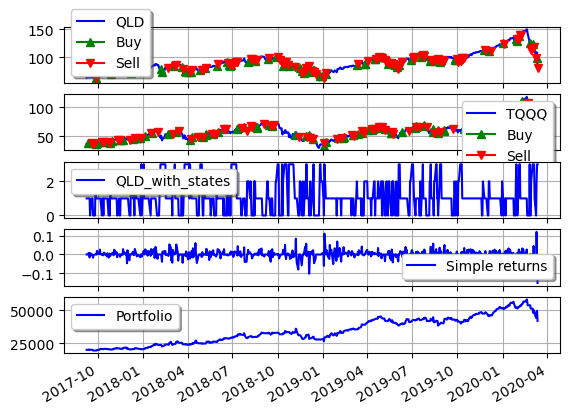 QLD
Buy
Sell
150
100
TQQQ
Buy
Sell
100
50
QLD_with_states
2
0
Simple returns
0.1
0.0
−0.1
Portfolio
50000
25000
2017-10 2018-01 2018-04 2018-07 2018-10 2019-01 2019-04 2019-07 2019-10 2020-01 2020-04